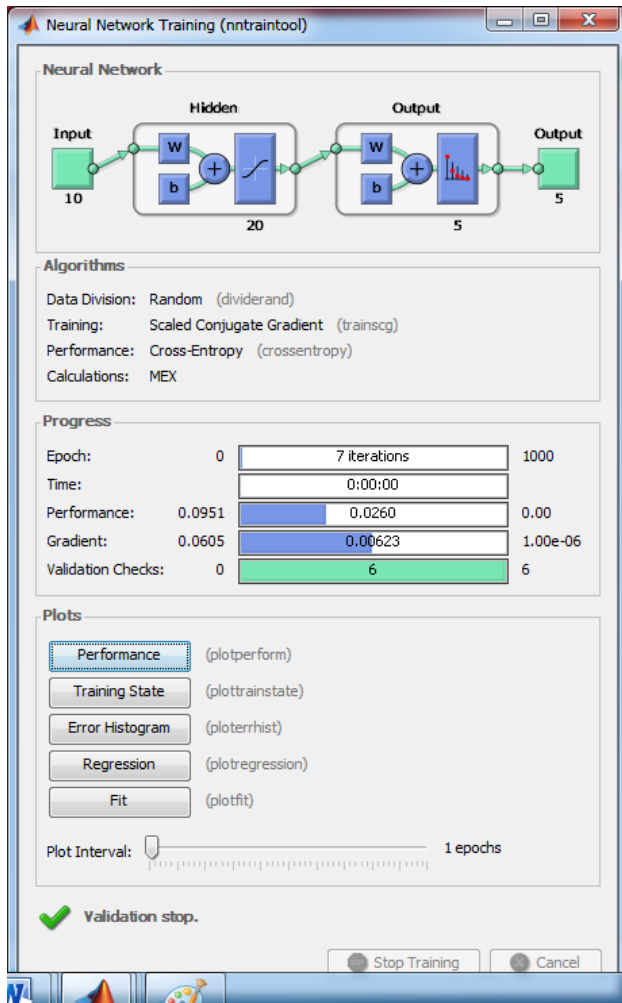 Neural Network Training (nntraintool)
Neural Network
Hidden Output
Input Output
W W
b b
10 20 5 5
Algorithms
Data Division: Random (dividerand)
Training: Scaled Conjugate Gradient (trainscg)
Performance: Cross-Entropy (crossentropy)
Calculations: MEX
Progress
Epoch: 0 7 iterations 1000
Time: 0:00:00
Performance: 0.0951 0.0260 0.00
Gradient: 0.0605 0.00623 1.00e-06
Validation Checks: 0 6 6
Plots
Performance (plotperform)
Training State (plottrainstate)
Error Histogram (ploterrhist)
Regression (plotregression)
Fit (plotfit)
Plot Interval: 1 epochs
Validation stop.
Stop Training Cancel